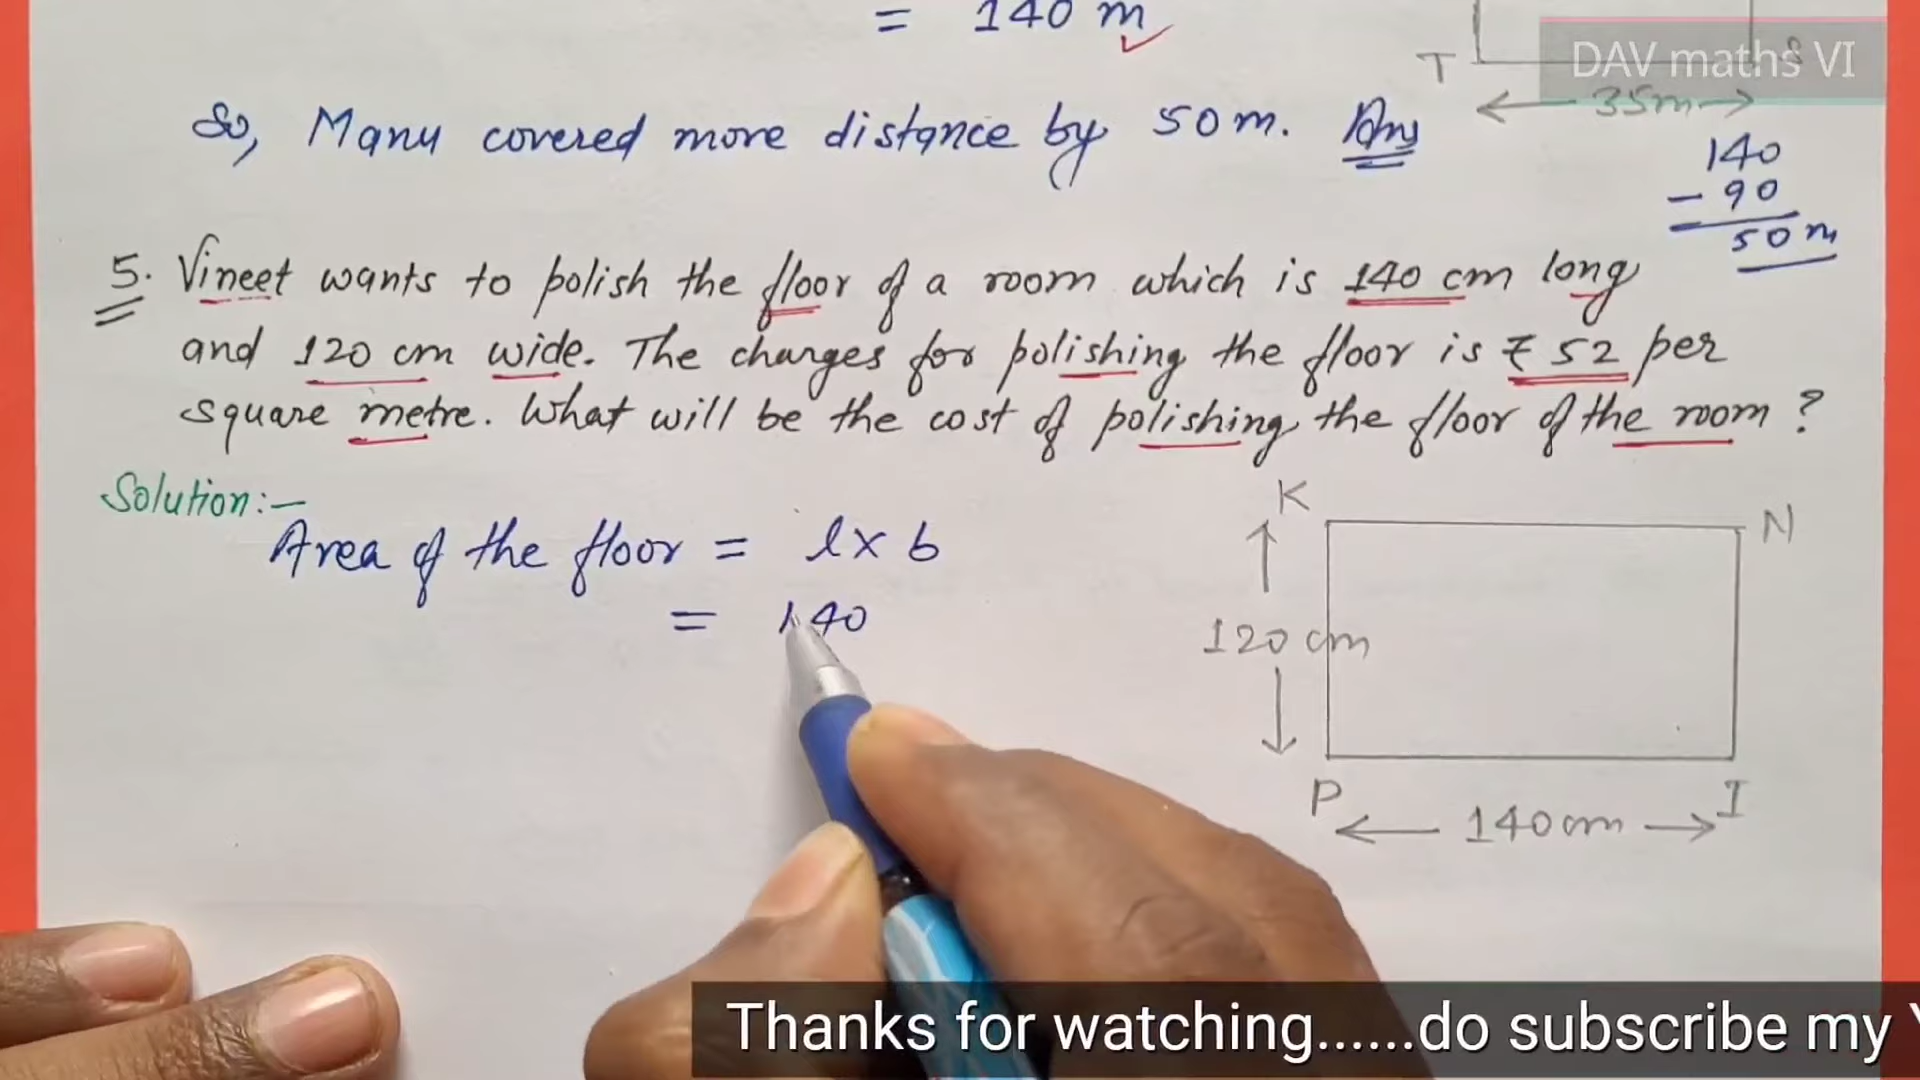 = 140 m
DAV maths VI
T S
35m
So, Manu covered more distance by 50 m. Ans
140
- 90
50 m
5. Vineet wants to polish the floor of a room which is 140 cm long
and 120 cm wide. The charges for polishing the floor is ₹ 52 per
square metre. What will be the cost of polishing the floor of the room ?
Solution:-
Area of the floor = l x b
= 140
K
N
120 cm
P I
140 cm
Thanks for watching......do subscribe my Y